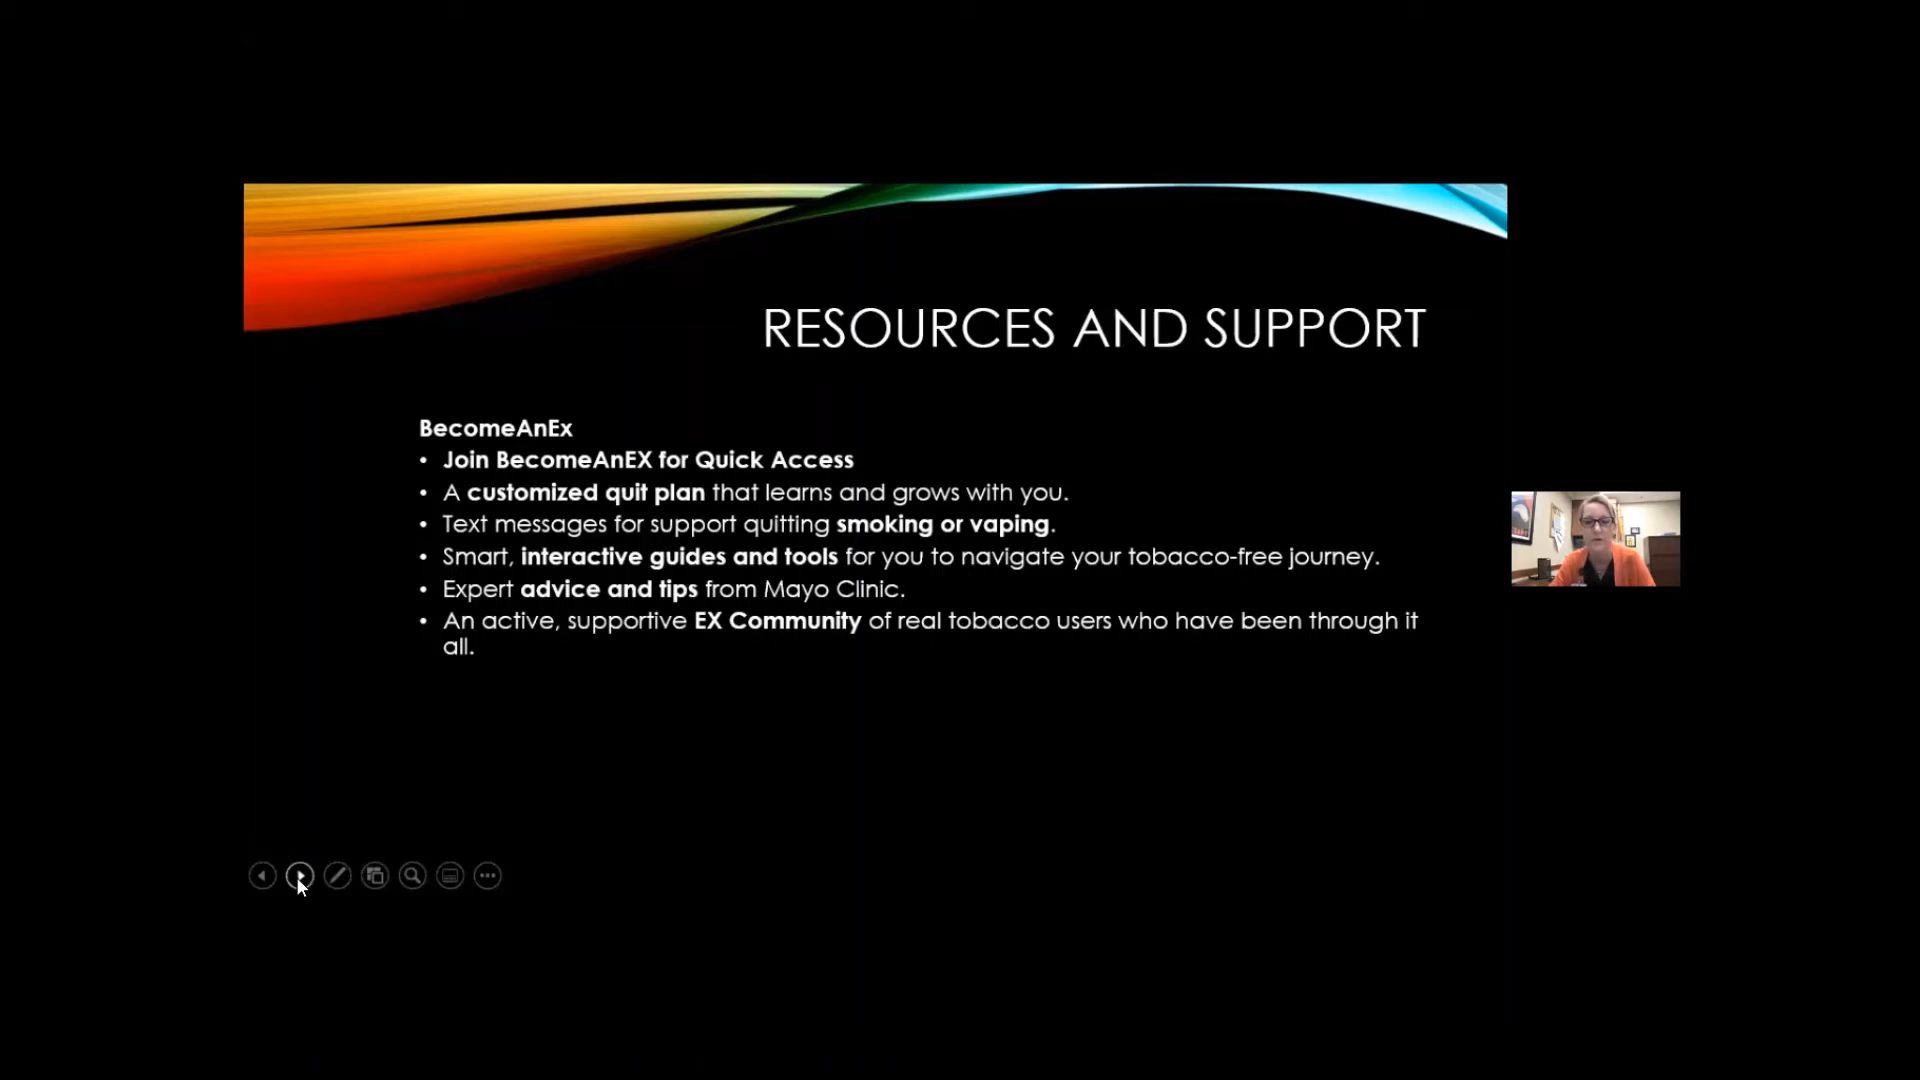 RESOURCES AND SUPPORT
BecomeAnEx
• Join BecomeAnEX for Quick Access
• A customized quit plan that learns and grows with you.
• Text messages for support quitting smoking or vaping.
• Smart, interactive guides and tools for you to navigate your tobacco-free journey.
• Expert advice and tips from Mayo Clinic.
• An active, supportive EX Community of real tobacco users who have been through it
all.